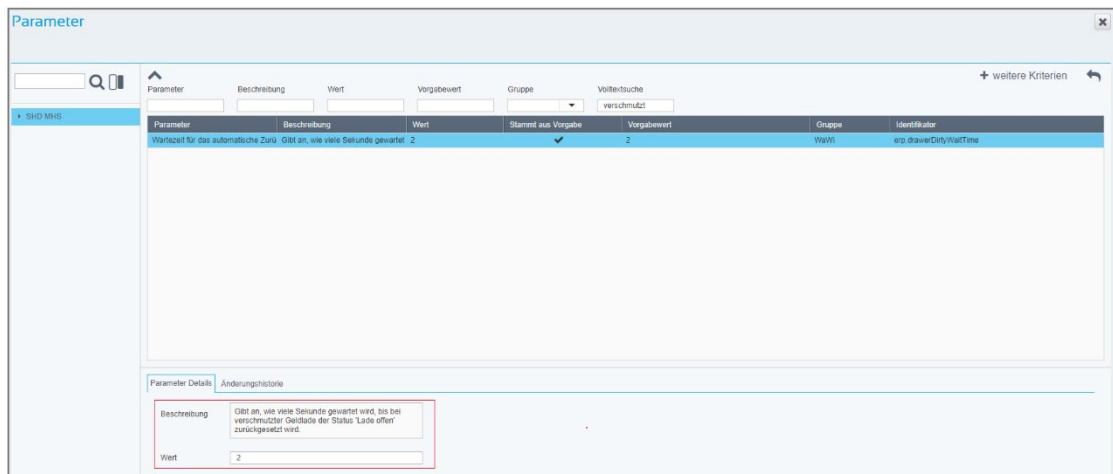 Parameter
+ weitere Kriterien
Parameter Beschreibung Wert Vorgabewert Gruppe Volltextsuche
verschmutzt
SHD MHS
Parameter Beschreibung Wert Stammt aus Vorgabe Vorgabewert Gruppe Identifikator
Wartezeit für das automatische Zurü Gibt an, wie viele Sekunde gewartet 2 2 WaWi erp.drawerDirtyWaitTime
Parameter Details Änderungshistorie
Beschreibung
Gibt an, wie viele Sekunde gewartet wird, bis bei
verschmutzter Geldlade der Status 'Lade offen'
zurückgesetzt wird.
Wert 2